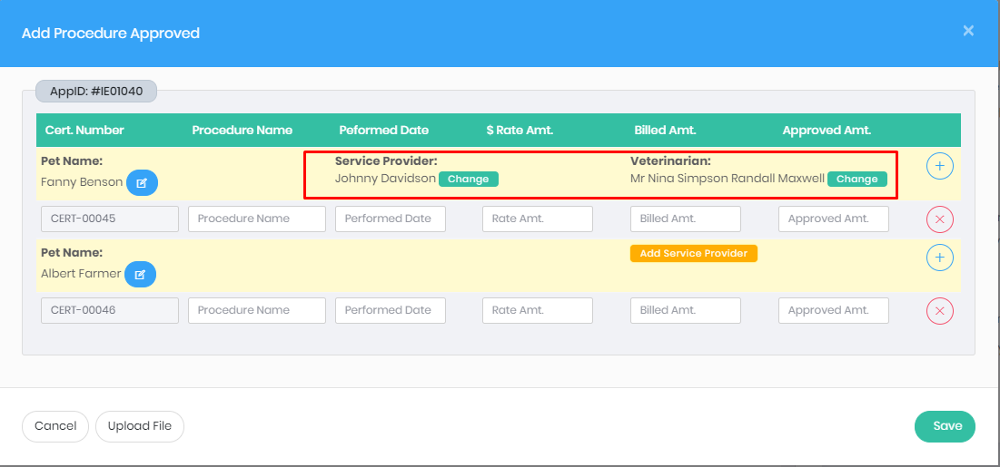 Add Procedure Approved ×
AppID: #IE01040
Cert. Number Procedure Name Peformed Date $ Rate Amt. Billed Amt. Approved Amt.
Pet Name: Service Provider: Veterinarian:
Fanny Benson Johnny Davidson Change Mr Nina Simpson Randall Maxwell Change
CERT-00045 Procedure Name Performed Date Rate Amt. Billed Amt. Approved Amt.
Pet Name: Add Service Provider
Albert Farmer
CERT-00046 Procedure Name Performed Date Rate Amt. Billed Amt. Approved Amt.
Cancel Upload File Save